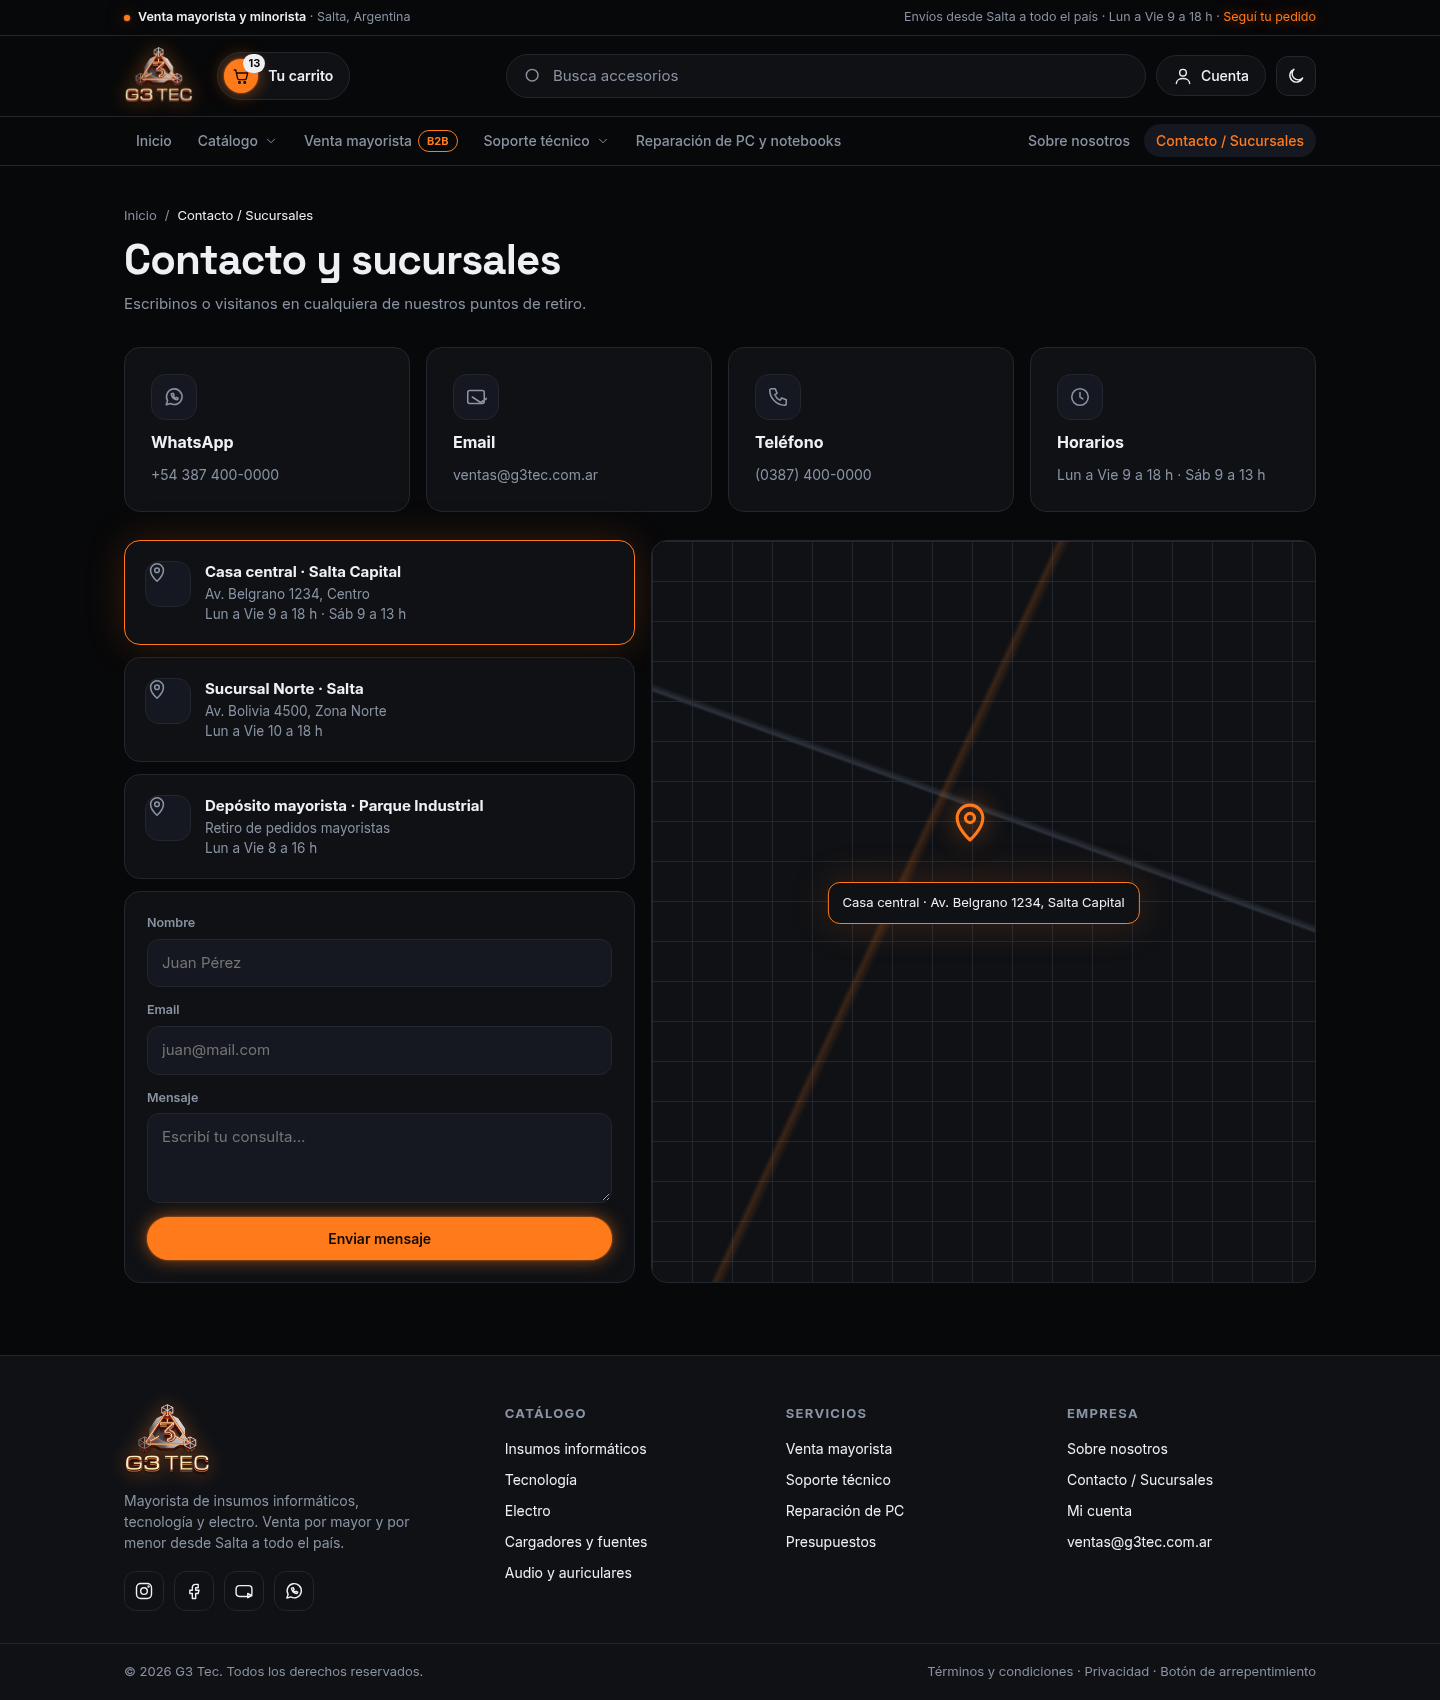 Venta mayorista y minorista · Salta, Argentina
Envíos desde Salta a todo el país · Lun a Vie 9 a 18 h · Seguí tu pedido
G3 TEC
13
Tu carrito
Busca accesorios
Cuenta
Inicio
Catálogo
Venta mayorista B2B
Soporte técnico
Reparación de PC y notebooks
Sobre nosotros
Contacto / Sucursales
Inicio / Contacto / Sucursales
Contacto y sucursales
Escribinos o visitanos en cualquiera de nuestros puntos de retiro.
WhatsApp
+54 387 400-0000
Email
ventas@g3tec.com.ar
Teléfono
(0387) 400-0000
Horarios
Lun a Vie 9 a 18 h · Sáb 9 a 13 h
Casa central · Salta Capital
Av. Belgrano 1234, Centro
Lun a Vie 9 a 18 h · Sáb 9 a 13 h
Sucursal Norte · Salta
Av. Bolivia 4500, Zona Norte
Lun a Vie 10 a 18 h
Depósito mayorista · Parque Industrial
Retiro de pedidos mayoristas
Lun a Vie 8 a 16 h
Casa central · Av. Belgrano 1234, Salta Capital
Nombre
Juan Pérez
Email
juan@mail.com
Mensaje
Escribí tu consulta...
Enviar mensaje
G3 TEC
Mayorista de insumos informáticos,
tecnología y electro. Venta por mayor y por
menor desde Salta a todo el país.
CATÁLOGO
Insumos informáticos
Tecnología
Electro
Cargadores y fuentes
Audio y auriculares
SERVICIOS
Venta mayorista
Soporte técnico
Reparación de PC
Presupuestos
EMPRESA
Sobre nosotros
Contacto / Sucursales
Mi cuenta
ventas@g3tec.com.ar
© 2026 G3 Tec. Todos los derechos reservados.
Términos y condiciones · Privacidad · Botón de arrepentimiento